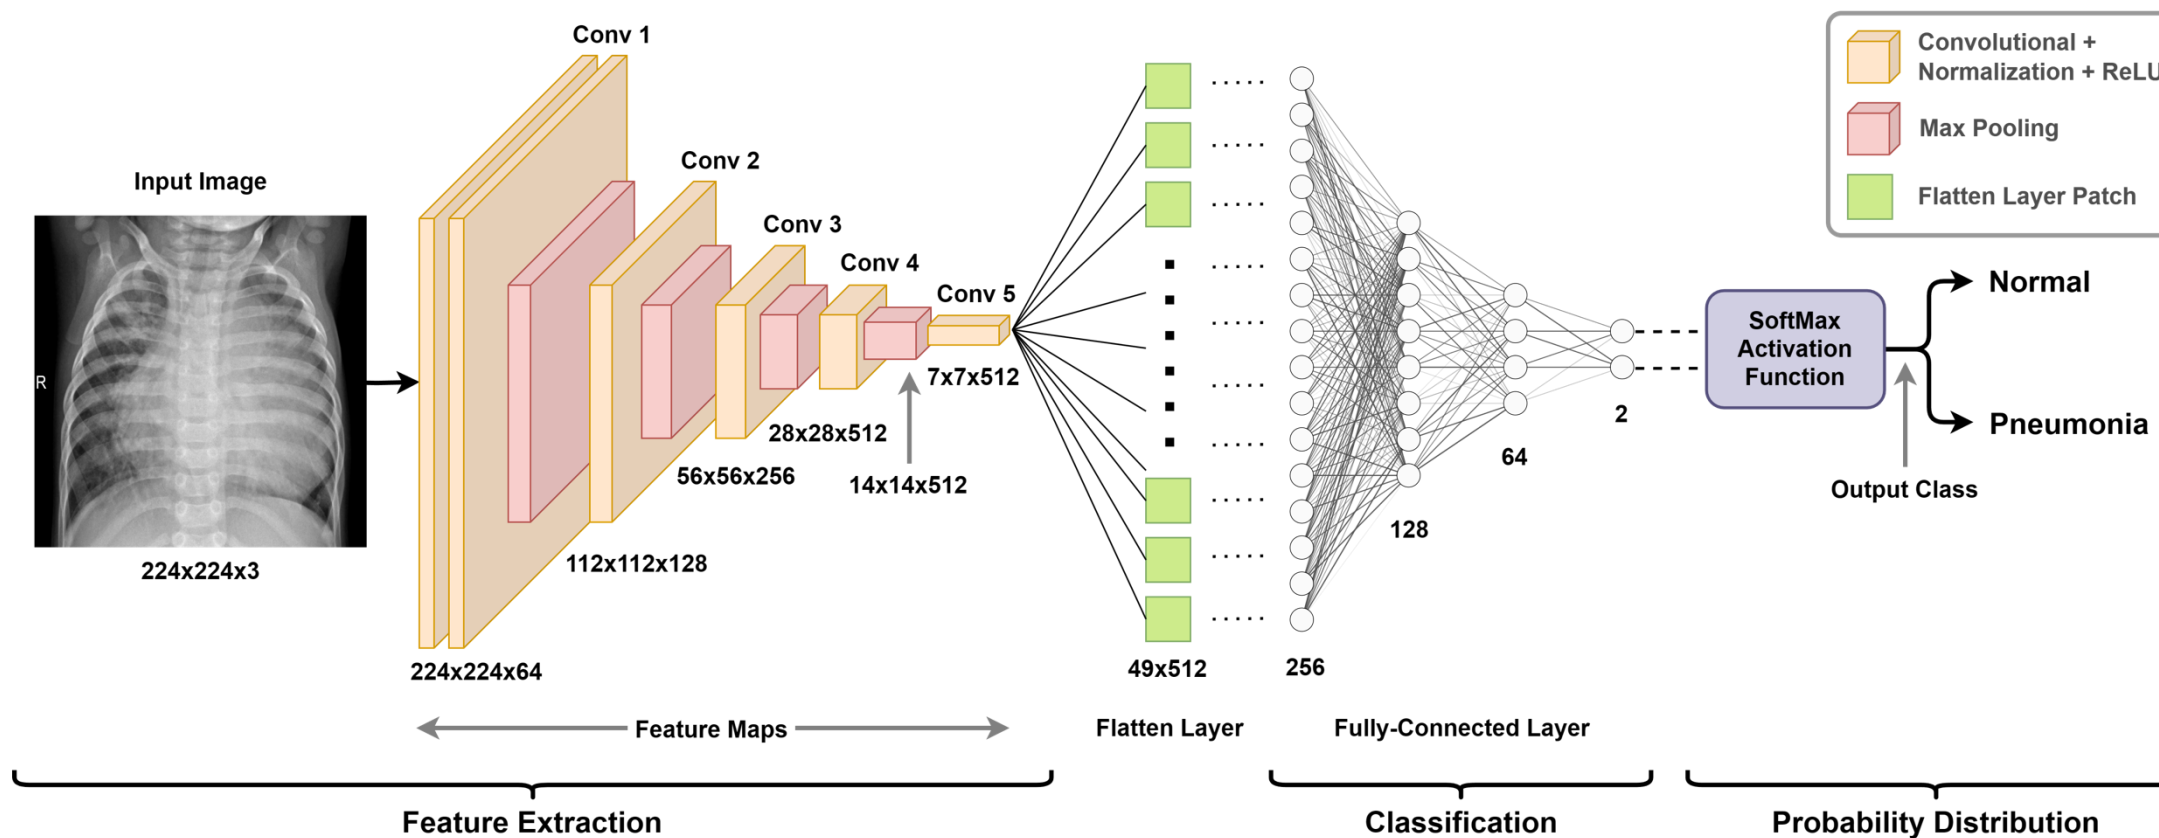 Input Image
R
224x224x3
Conv 1
224x224x64
Conv 2
112x112x128
Conv 3
56x56x256
Conv 4
28x28x512
14x14x512
Conv 5
7x7x512
Feature Maps
49x512
Flatten Layer
256
128
64
2
Fully-Connected Layer
SoftMax
Activation
Function
Normal
Pneumonia
Output Class
Convolutional +
Normalization + ReLU
Max Pooling
Flatten Layer Patch
Feature Extraction
Classification
Probability Distribution